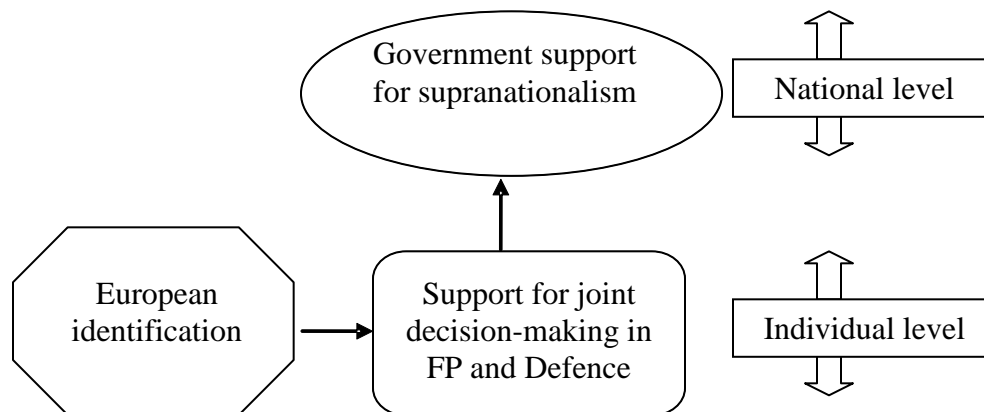 Government support
for supranationalism
National level
European
identification
Support for joint
decision-making in
FP and Defence
Individual level